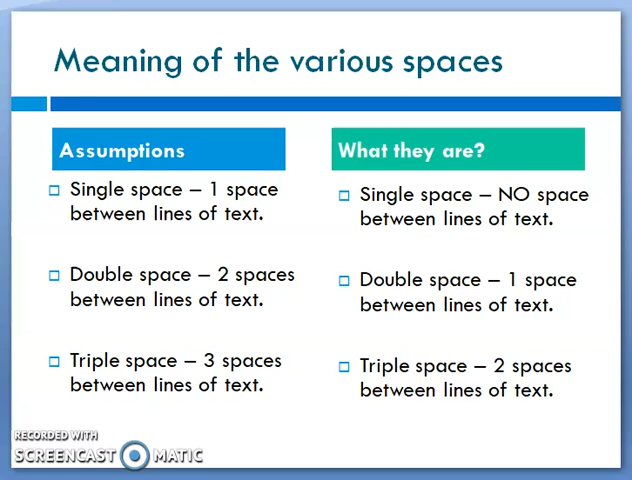 Meaning of the various spaces
Assumptions
Single space – 1 space
between lines of text.
Double space – 2 spaces
between lines of text.
Triple space – 3 spaces
between lines of text.
What they are?
Single space – NO space
between lines of text.
Double space – 1 space
between lines of text.
Triple space – 2 spaces
between lines of text.
RECORDED WITH
SCREENCAST MATIC